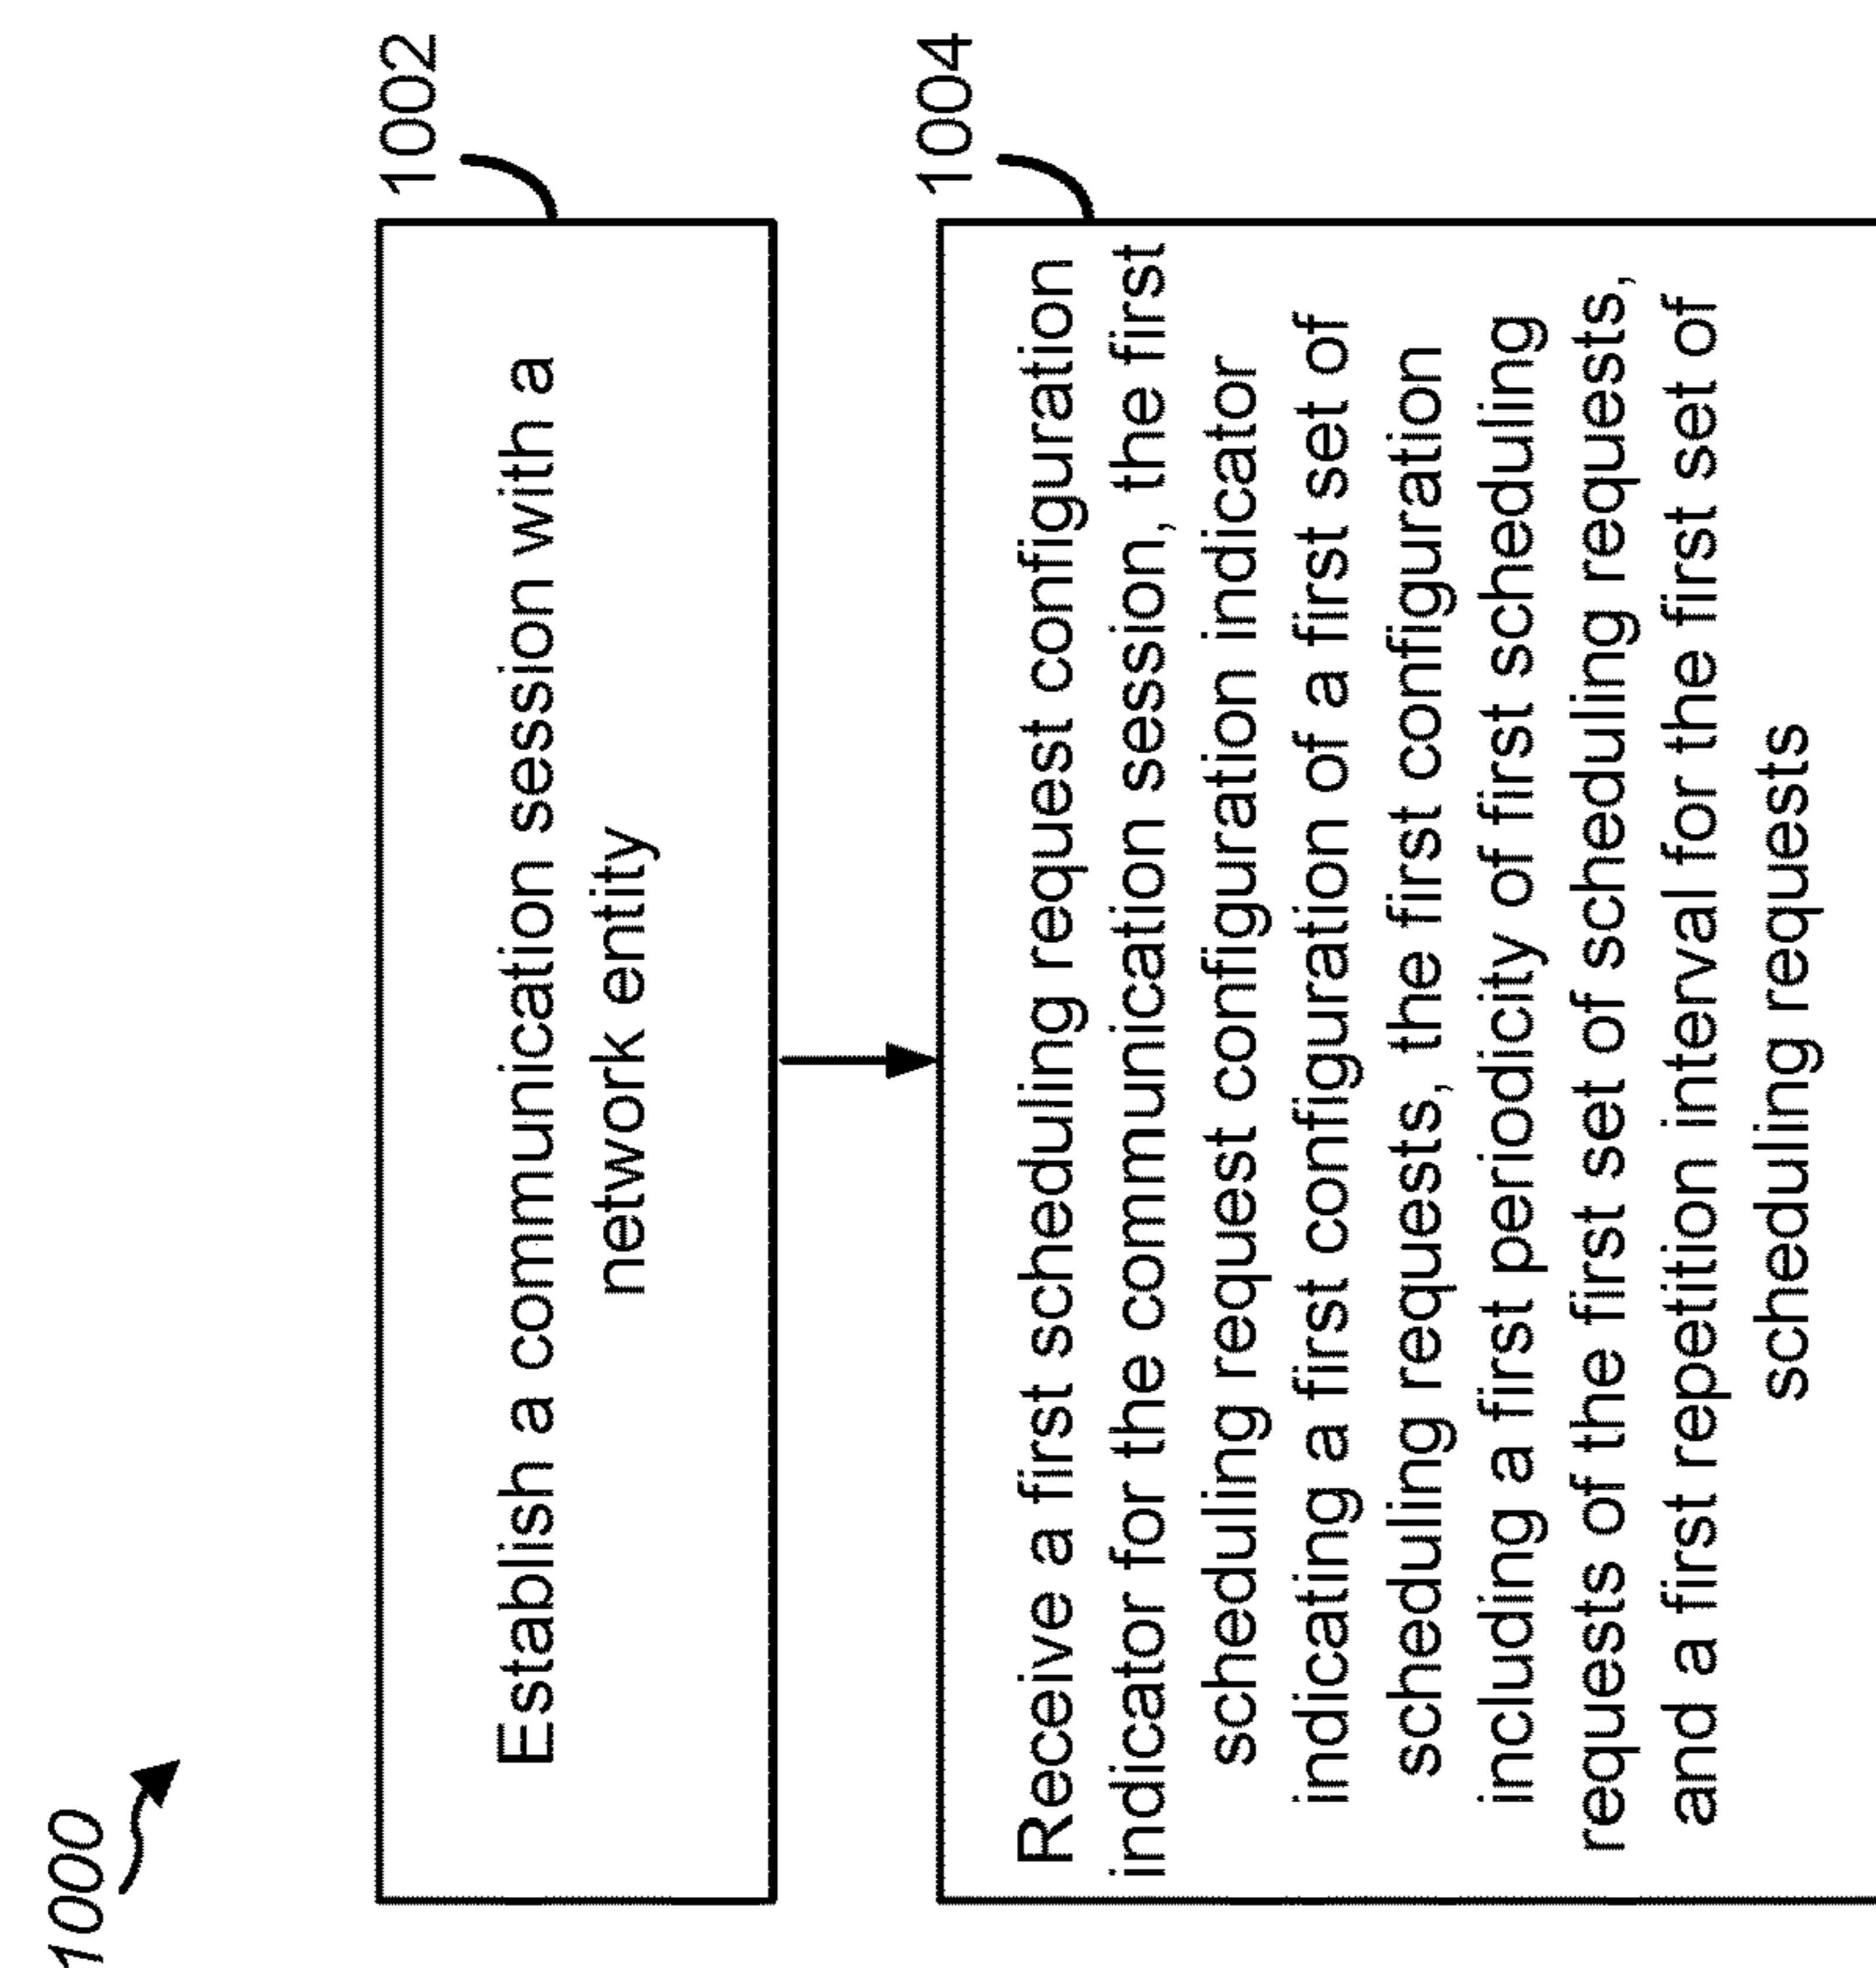 1000
1002
Establish a communication session with a
network entity
1004
Receive a first scheduling request configuration
indicator for the communication session, the first
scheduling request configuration indicator
indicating a first configuration of a first set of
scheduling requests, the first configuration
including a first periodicity of first scheduling
requests of the first set of scheduling requests,
and a first repetition interval for the first set of
scheduling requests